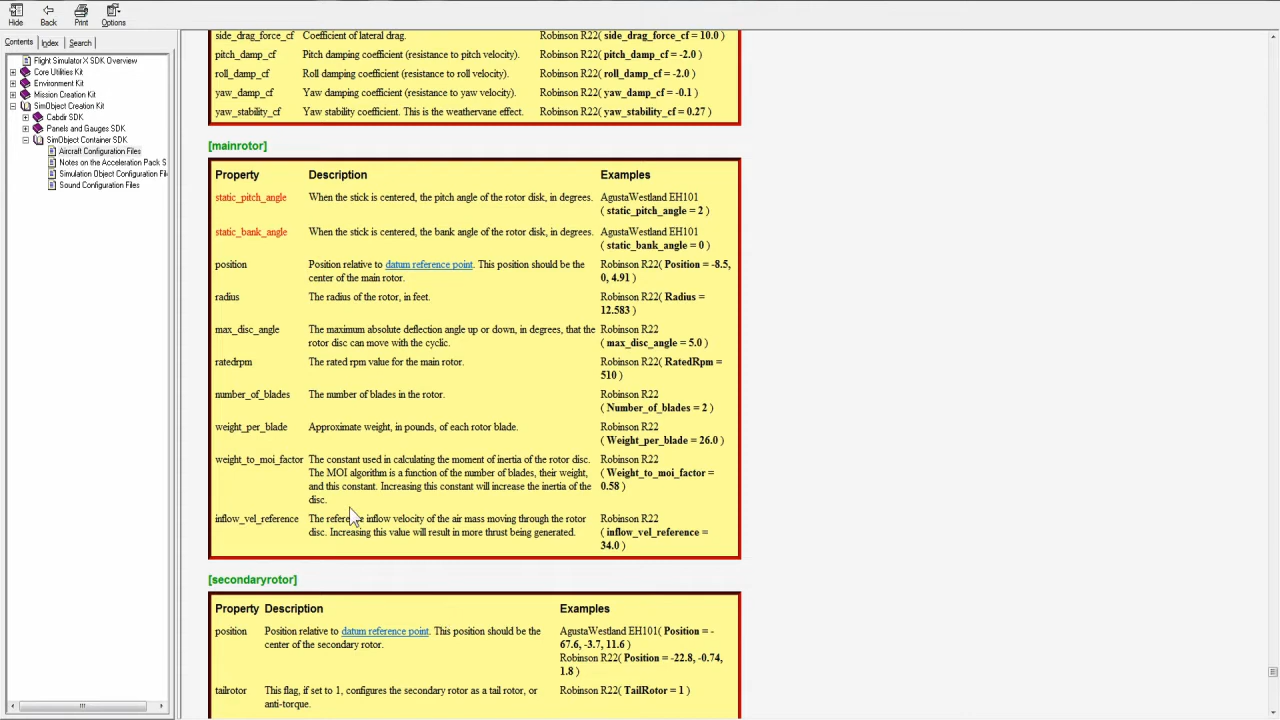 Hide Back Print Options
Contents Index Search
Flight Simulator X SDK Overview
Core Utilities Kit
Environment Kit
Mission Creation Kit
SimObject Creation Kit
Cabdir SDK
Panels and Gauges SDK
SimObject Container SDK
Aircraft Configuration Files
Notes on the Acceleration Pack S
Simulation Object Configuration Fil
Sound Configuration Files
side_drag_force_cf Coefficient of lateral drag. Robinson R22( side_drag_force_cf = 10.0 )
pitch_damp_cf Pitch damping coefficient (resistance to pitch velocity). Robinson R22( pitch_damp_cf = -2.0 )
roll_damp_cf Roll damping coefficient (resistance to roll velocity). Robinson R22( roll_damp_cf = -2.0 )
yaw_damp_cf Yaw damping coefficient (resistance to yaw velocity). Robinson R22( yaw_damp_cf = -0.1 )
yaw_stability_cf Yaw stability coefficient. This is the weathervane effect. Robinson R22( yaw_stability_cf = 0.27 )
[mainrotor]
Property Description Examples
static_pitch_angle When the stick is centered, the pitch angle of the rotor disk, in degrees. AgustaWestland EH101
( static_pitch_angle = 2 )
static_bank_angle When the stick is centered, the bank angle of the rotor disk, in degrees. AgustaWestland EH101
( static_bank_angle = 0 )
position Position relative to datum reference point. This position should be the Robinson R22( Position = -8.5,
center of the main rotor. 0, 4.91 )
radius The radius of the rotor, in feet. Robinson R22( Radius =
12.583 )
max_disc_angle The maximum absolute deflection angle up or down, in degrees, that the Robinson R22
rotor disc can move with the cyclic. ( max_disc_angle = 5.0 )
ratedrpm The rated rpm value for the main rotor. Robinson R22( RatedRpm =
510 )
number_of_blades The number of blades in the rotor. Robinson R22
( Number_of_blades = 2 )
weight_per_blade Approximate weight, in pounds, of each rotor blade. Robinson R22
( Weight_per_blade = 26.0 )
weight_to_moi_factor The constant used in calculating the moment of inertia of the rotor disc. Robinson R22
The MOI algorithm is a function of the number of blades, their weight, ( Weight_to_moi_factor =
and this constant. Increasing this constant will increase the inertia of the 0.58 )
disc.
inflow_vel_reference The reference inflow velocity of the air mass moving through the rotor Robinson R22
disc. Increasing this value will result in more thrust being generated. ( inflow_vel_reference =
34.0 )
[secondaryrotor]
Property Description Examples
position Position relative to datum reference point. This position should be the AgustaWestland EH101( Position = -
center of the secondary rotor. 67.6, -3.7, 11.6 )
Robinson R22( Position = -22.8, -0.74,
1.8 )
tailrotor This flag, if set to 1, configures the secondary rotor as a tail rotor, or Robinson R22( TailRotor = 1 )
anti-torque.